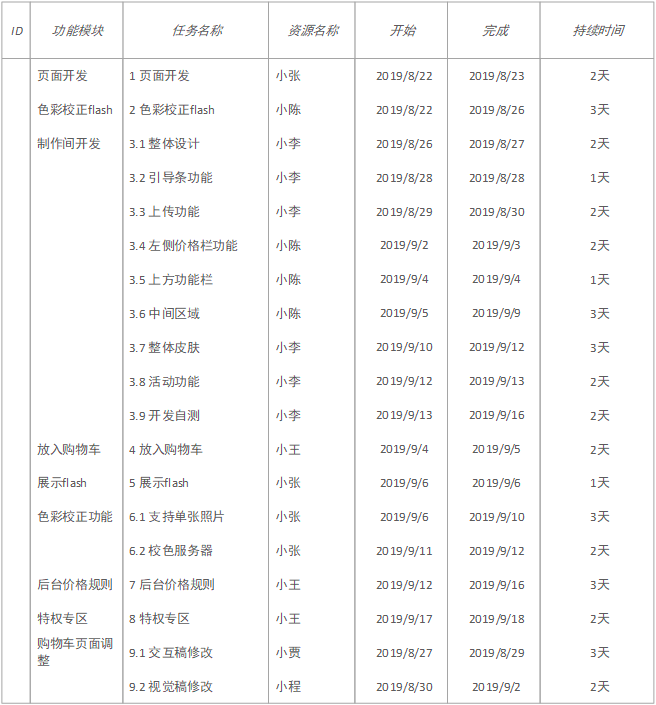 ID 功能模块 任务名称 资源名称 开始 完成 持续时间
页面开发 1 页面开发 小张 2019/8/22 2019/8/23 2天
色彩校正flash 2 色彩校正flash 小陈 2019/8/22 2019/8/26 3天
制作间开发 3.1 整体设计 小李 2019/8/26 2019/8/27 2天
3.2 引导条功能 小李 2019/8/28 2019/8/28 1天
3.3 上传功能 小李 2019/8/29 2019/8/30 2天
3.4 左侧价格栏功能 小陈 2019/9/2 2019/9/3 2天
3.5 上方功能栏 小陈 2019/9/4 2019/9/4 1天
3.6 中间区域 小陈 2019/9/5 2019/9/9 3天
3.7 整体皮肤 小李 2019/9/10 2019/9/12 3天
3.8 活动功能 小李 2019/9/12 2019/9/13 2天
3.9 开发自测 小李 2019/9/13 2019/9/16 2天
放入购物车 4 放入购物车 小王 2019/9/4 2019/9/5 2天
展示flash 5 展示flash 小张 2019/9/6 2019/9/6 1天
色彩校正功能 6.1 支持单张照片 小张 2019/9/6 2019/9/10 3天
6.2 校色服务器 小张 2019/9/11 2019/9/12 2天
后台价格规则 7 后台价格规则 小王 2019/9/12 2019/9/16 3天
特权专区 8 特权专区 小王 2019/9/17 2019/9/18 2天
购物车页面调
整 9.1 交互稿修改 小贾 2019/8/27 2019/8/29 3天
9.2 视觉稿修改 小程 2019/8/30 2019/9/2 2天